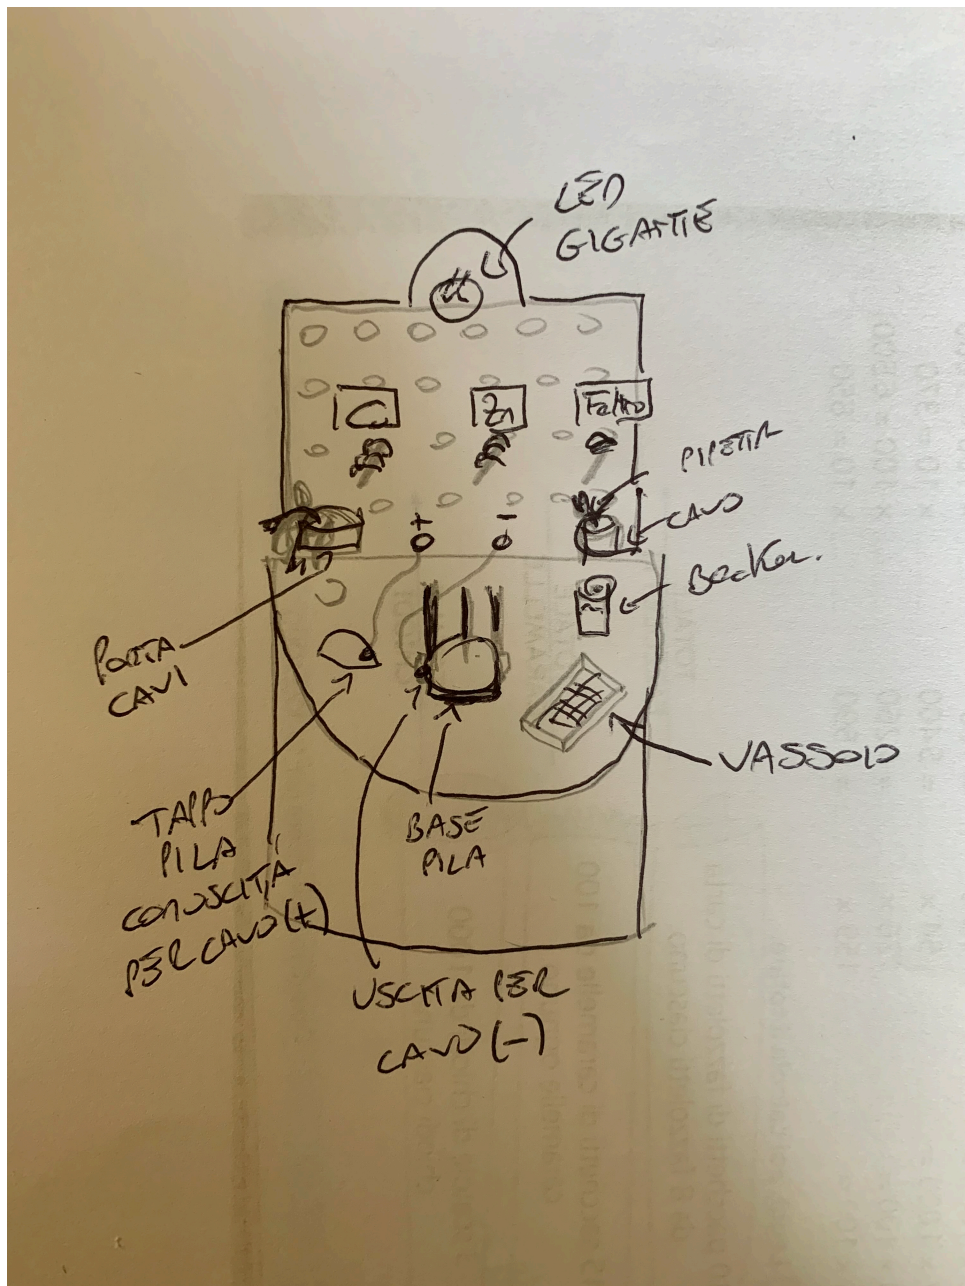 LED
GIGANTE
Cu
Zn
Feltro
PIPETTA
CAVO
+
-
Becker.
PORTA
CAVI
VASSOIO
TAPPO
PILA
CON USCITA
PER CAVO (+)
BASE
PILA
USCITA PER
CAVO (-)